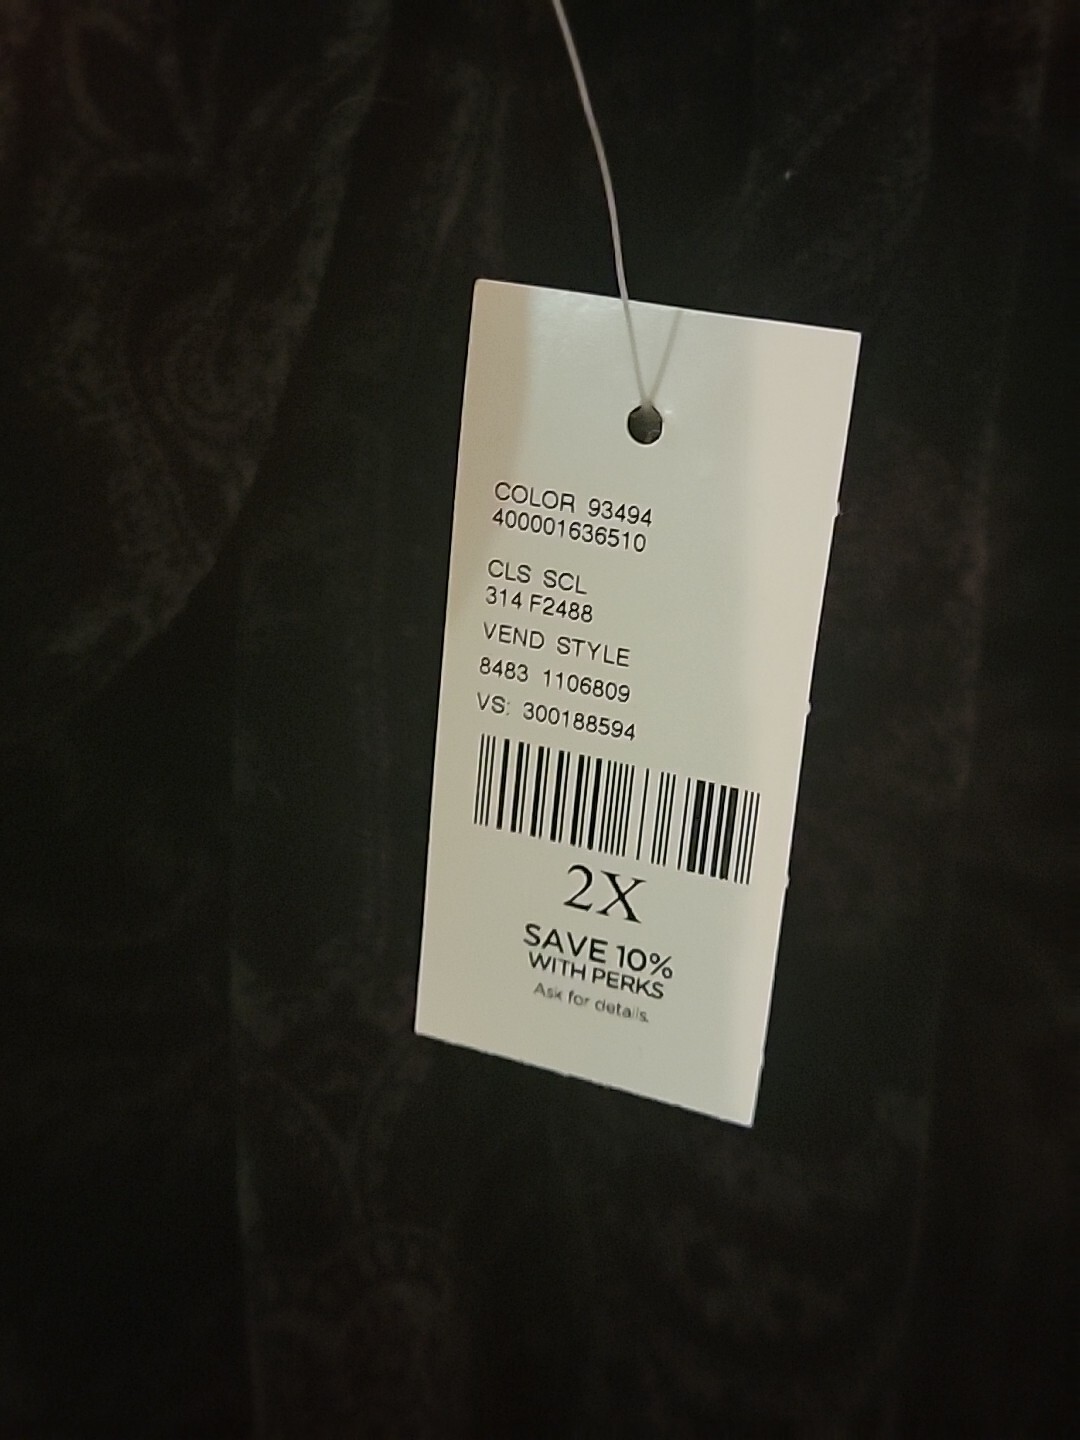 COLOR 93494
400001636510
CLS SCL
314 F2488
VEND STYLE
8483 1106809
VS: 300188594
2X
SAVE 10%
WITH PERKS
Ask for details.